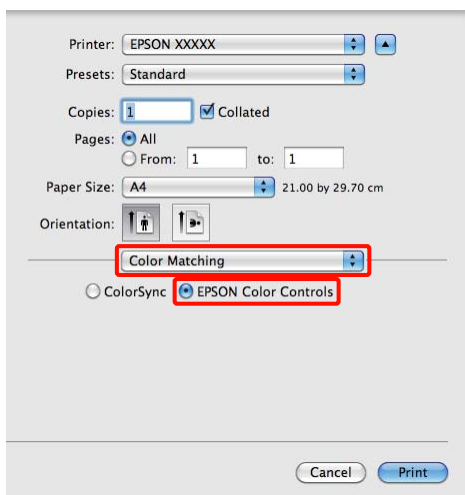 Printer: EPSON XXXXX
Presets: Standard
Copies: 1 Collated
Pages: All
From: 1 to: 1
Paper Size: A4 21.00 by 29.70 cm
Orientation:
Color Matching
ColorSync EPSON Color Controls
Cancel Print